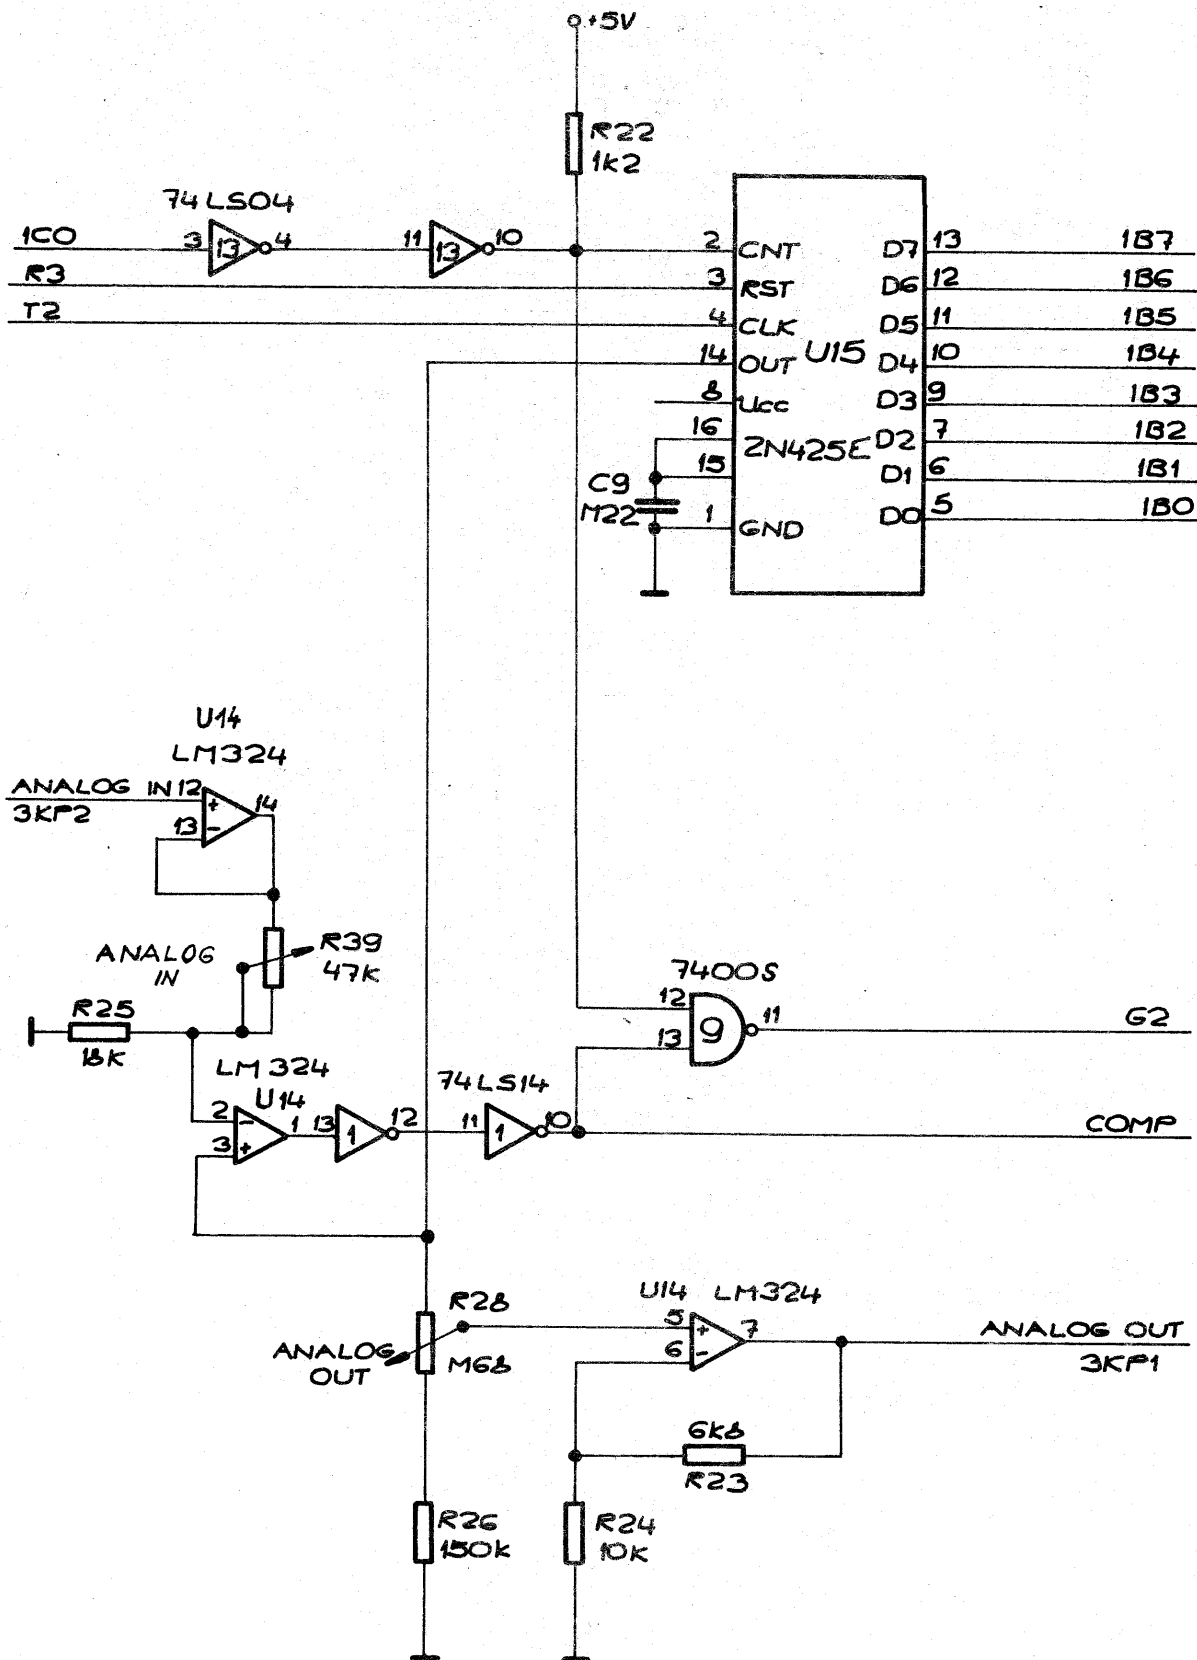 +5V
R22
1K2
74LS04
1C0
3
13
4
11
13
10
2
CNT
D7
13
1B7
R3
3
RST
D6
12
1B6
T2
4
CLK
D5
11
1B5
U15
14
OUT
D4
10
1B4
8
Ucc
D3
9
1B3
16
ZN425E
D2
7
1B2
15
D1
6
1B1
C9
M22
1
GND
D0
5
1B0
U14
LM324
ANALOG IN
3KP2
12
+
13
-
14
ANALOG
IN
R39
47K
R25
18K
LM324
U14
2
-
3
+
1
13
1
12
74LS14
11
1
10
7400S
12
13
9
11
G2
COMP
R28
M68
ANALOG
OUT
U14 LM324
5
+
6
-
7
ANALOG OUT
3KP1
6K8
R23
R26
150K
R24
10K